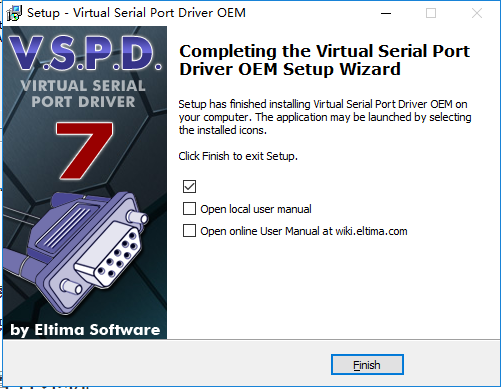 Setup - Virtual Serial Port Driver OEM
V.S.P.D.
VIRTUAL SERIAL
PORT DRIVER
7
by Eltima Software
Completing the Virtual Serial Port
Driver OEM Setup Wizard
Setup has finished installing Virtual Serial Port Driver OEM on
your computer. The application may be launched by selecting
the installed icons.
Click Finish to exit Setup.
Open local user manual
Open online User Manual at wiki.eltima.com
Finish